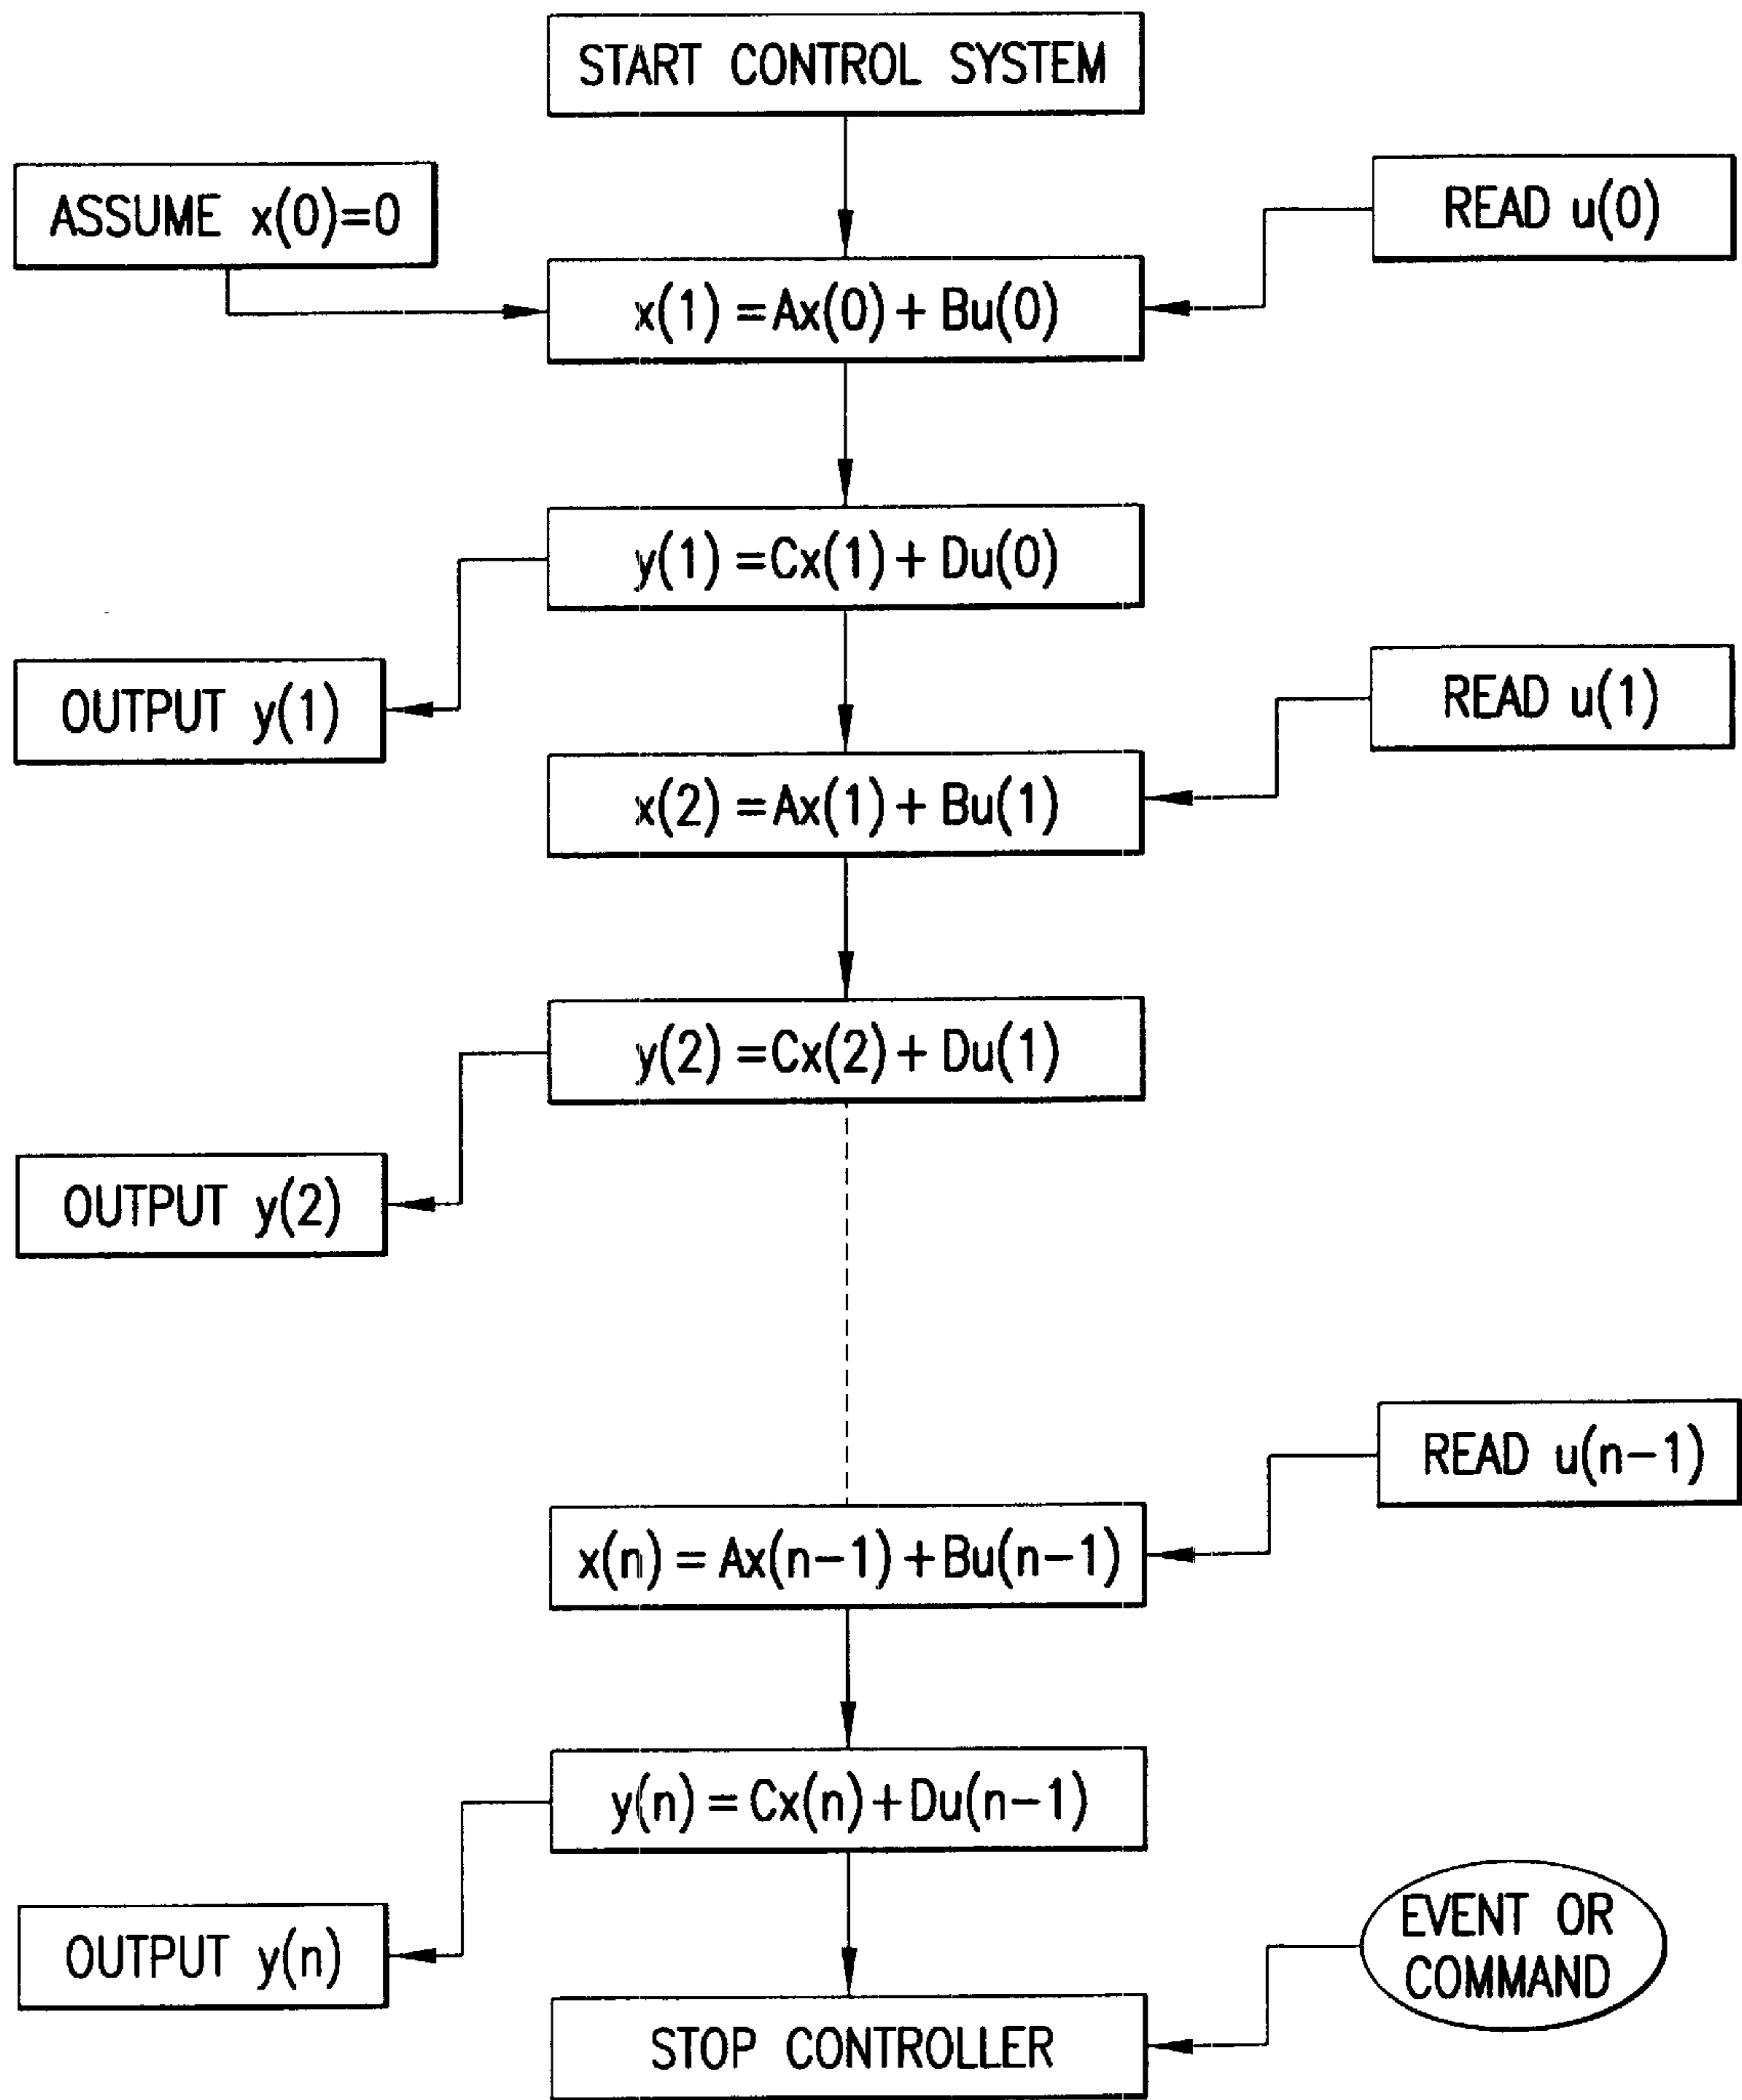 START CONTROL SYSTEM
ASSUME x(0)=0
READ u(0)
x(1)=Ax(0)+Bu(0)
y(1)=Cx(1)+Du(0)
OUTPUT y(1)
READ u(1)
x(2)=Ax(1)+Bu(1)
y(2)=Cx(2)+Du(1)
OUTPUT y(2)
READ u(n-1)
x(n)=Ax(n-1)+Bu(n-1)
y(n)=Cx(n)+Du(n-1)
OUTPUT y(n)
EVENT OR
COMMAND
STOP CONTROLLER